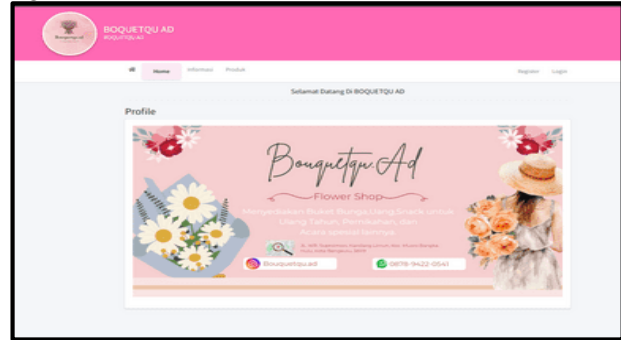 BOQUETQU AD
BOQUETQU AD
Home Informasi Produk Register Login
Selamat Datang Di BOQUETQU AD
Profile
Bouquetqu.Ad
Flower Shop
Menyediakan Buket Bunga,Uang,Snack untuk
Ulang Tahun, Pernikahan, dan
Acara spesial lainnya
Bouquetqu.ad
0878-9422-0541